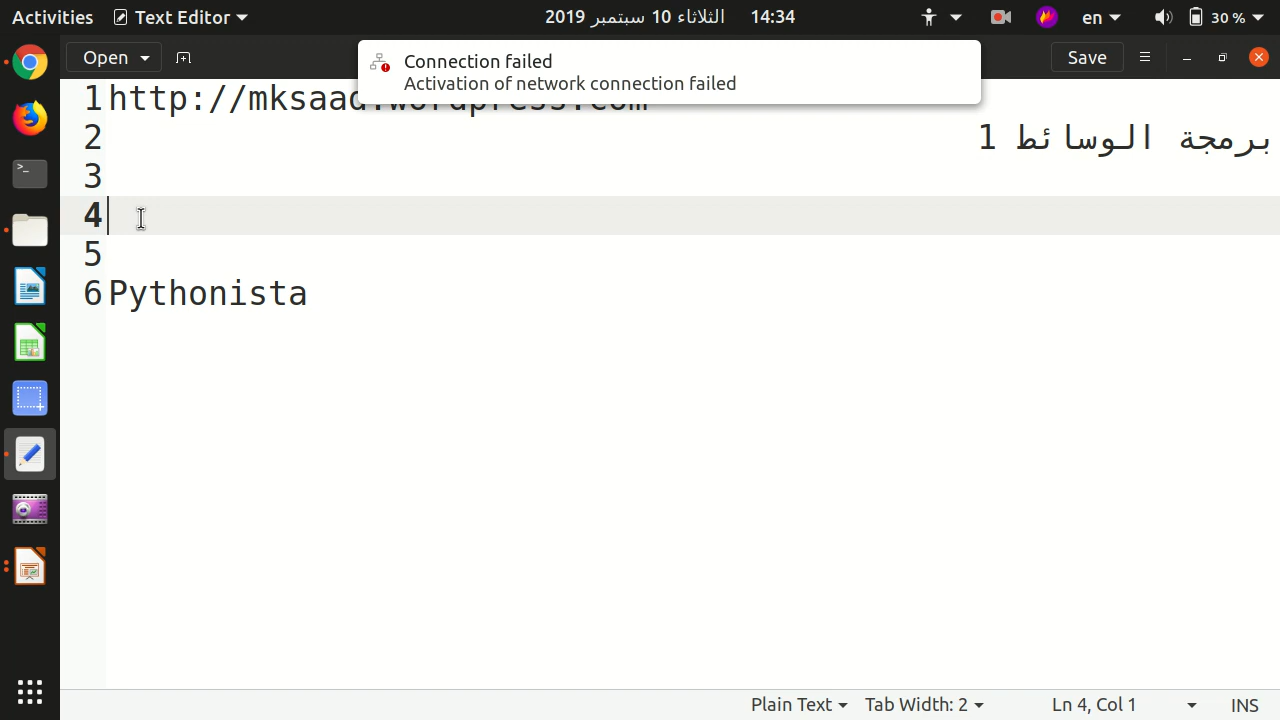 Activities Text Editor الثلاثاء 10 سبتمبر 2019 14:34 en 30 %
Open Save
Connection failed
Activation of network connection failed
1 http://mksaad.wordpress.com
2 برمجة الوسائط 1
3
4
5
6 Pythonista
Plain Text Tab Width: 2 Ln 4, Col 1 INS